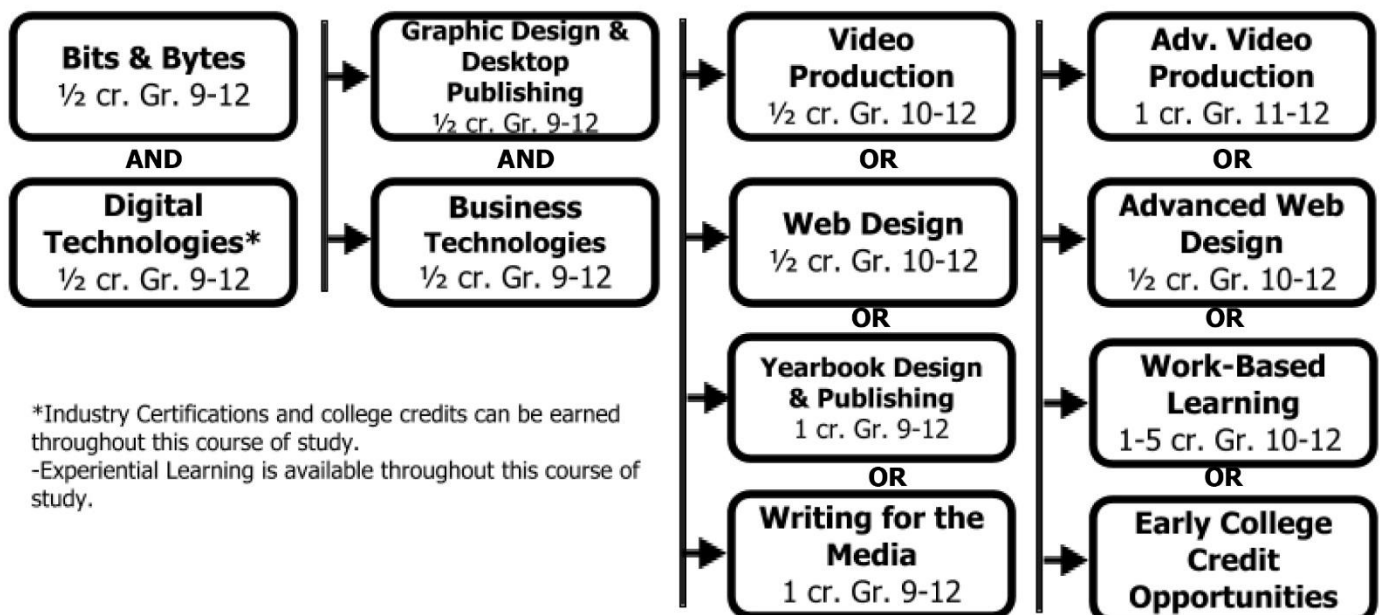 Bits & Bytes
½ cr. Gr. 9-12
AND
Digital
Technologies*
½ cr. Gr. 9-12
Graphic Design &
Desktop
Publishing
½ cr. Gr. 9-12
AND
Business
Technologies
½ cr. Gr. 9-12
Video
Production
½ cr. Gr. 10-12
OR
Web Design
½ cr. Gr. 10-12
OR
Yearbook Design
& Publishing
1 cr. Gr. 9-12
OR
Writing for the
Media
1 cr. Gr. 9-12
Adv. Video
Production
1 cr. Gr. 11-12
OR
Advanced Web
Design
½ cr. Gr. 10-12
OR
Work-Based
Learning
1-5 cr. Gr. 10-12
OR
Early College
Credit
Opportunities
*Industry Certifications and college credits can be earned
throughout this course of study.
-Experiential Learning is available throughout this course of
study.